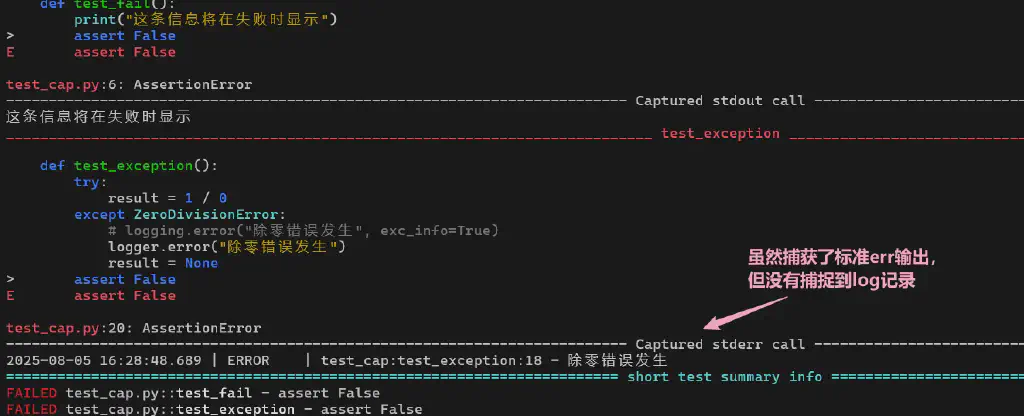 def test_fail():
        print("这条信息将在失败时显示")
>       assert False
E       assert False

test_cap.py:6: AssertionError
------------------------------------------------------------------------------ Captured stdout call ---------------------------
这条信息将在失败时显示
________________________________________________________________________________ test_exception ______________________________

    def test_exception():
        try:
            result = 1 / 0
        except ZeroDivisionError:
            # logging.error("除零错误发生", exc_info=True)
            logger.error("除零错误发生")
            result = None
>       assert False
E       assert False
虽然捕获了标准err输出，
但没有捕捉到log记录

test_cap.py:20: AssertionError
------------------------------------------------------------------------------ Captured stderr call ---------------------------
2025-08-05 16:28:48.689 | ERROR    | test_cap:test_exception:18 - 除零错误发生
============================================================================= short test summary info =========================
FAILED test_cap.py::test_fail - assert False
FAILED test_cap.py::test_exception - assert False